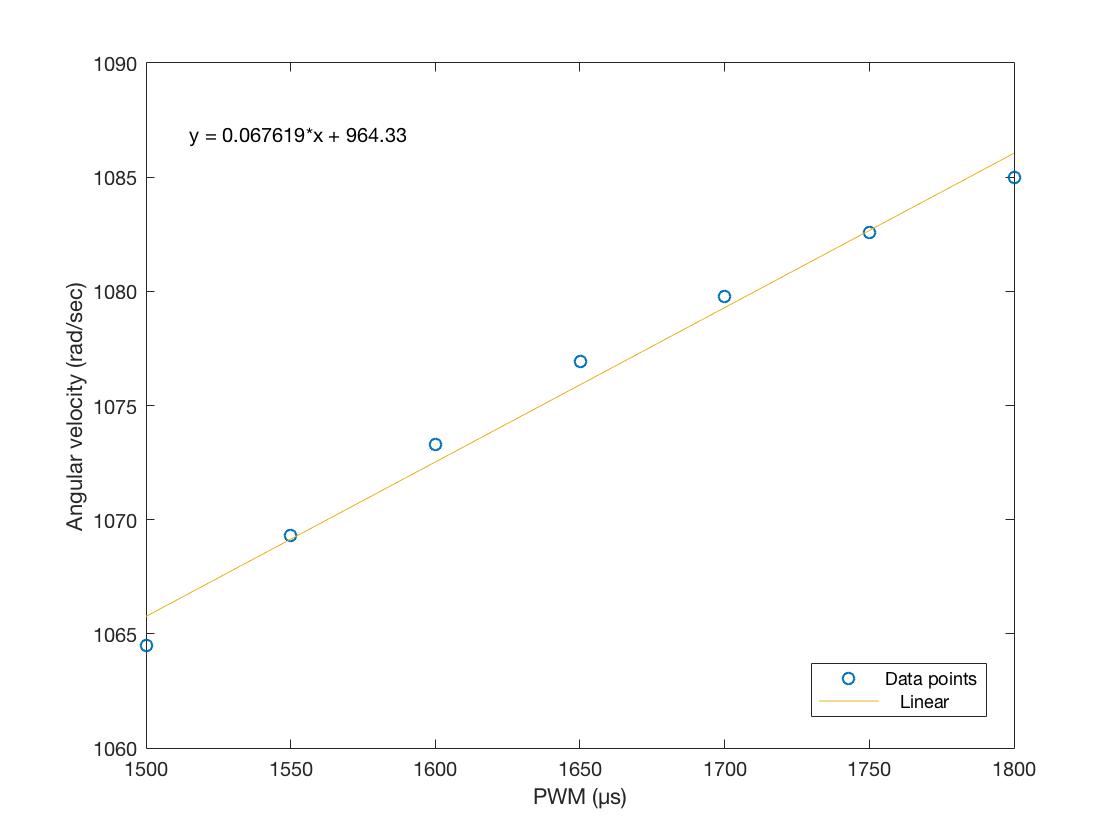 1090
y = 0.067619*x + 964.33
1085
1080
1075
1070
1065
1060
Angular velocity (rad/sec)
Data points
Linear
1500 1550 1600 1650 1700 1750 1800
PWM (µs)